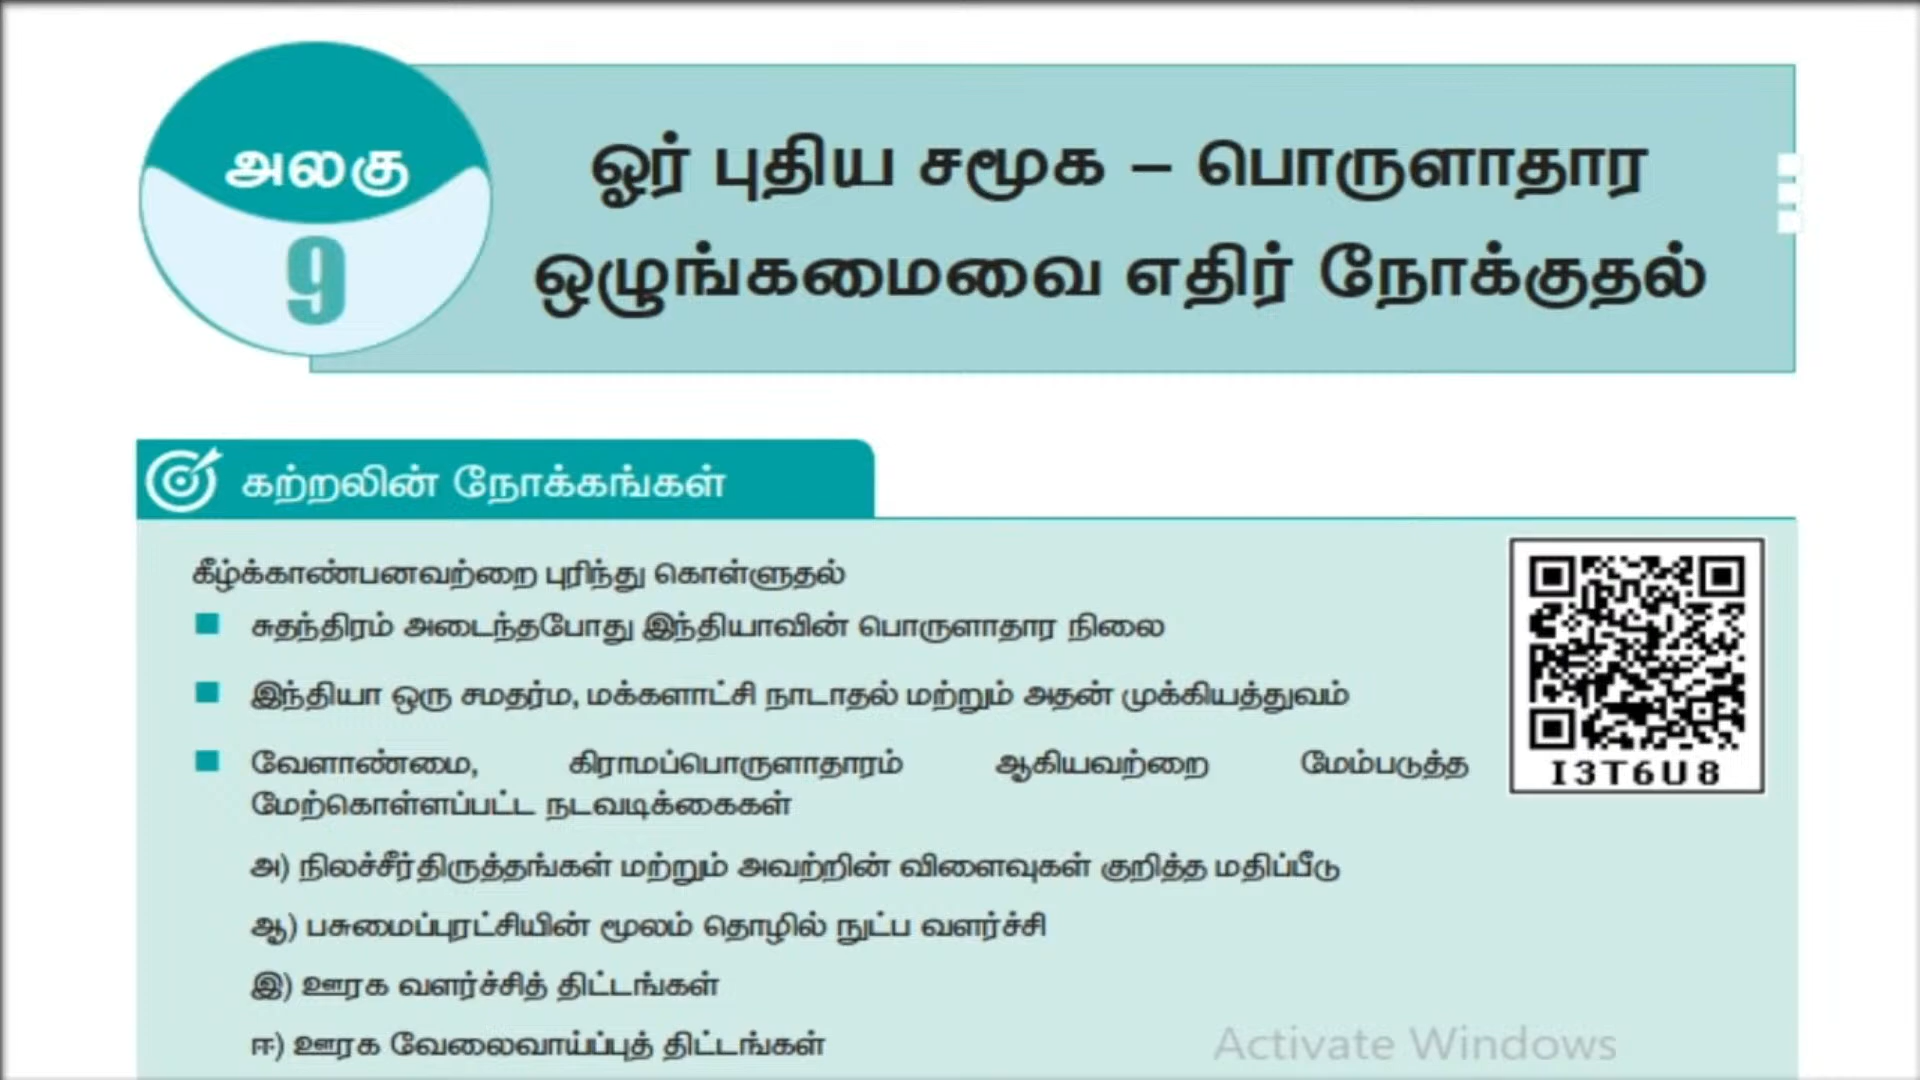 அலகு
9
ஓர் புதிய சமூக – பொருளாதார
ஒழுங்கமைவை எதிர் நோக்குதல்
கற்றலின் நோக்கங்கள்
கீழ்க்காண்பனவற்றை புரிந்து கொள்ளுதல்
சுதந்திரம் அடைந்தபோது இந்தியாவின் பொருளாதார நிலை
இந்தியா ஒரு சமதர்ம, மக்களாட்சி நாடாதல் மற்றும் அதன் முக்கியத்துவம்
வேளாண்மை, கிராமப்பொருளாதாரம் ஆகியவற்றை மேம்படுத்த
மேற்கொள்ளப்பட்ட நடவடிக்கைகள்
அ) நிலச்சீர்திருத்தங்கள் மற்றும் அவற்றின் விளைவுகள் குறித்த மதிப்பீடு
ஆ) பசுமைப்புரட்சியின் மூலம் தொழில் நுட்ப வளர்ச்சி
இ) ஊரக வளர்ச்சித் திட்டங்கள்
ஈ) ஊரக வேலைவாய்ப்புத் திட்டங்கள்
I3T6U8
Activate Windows